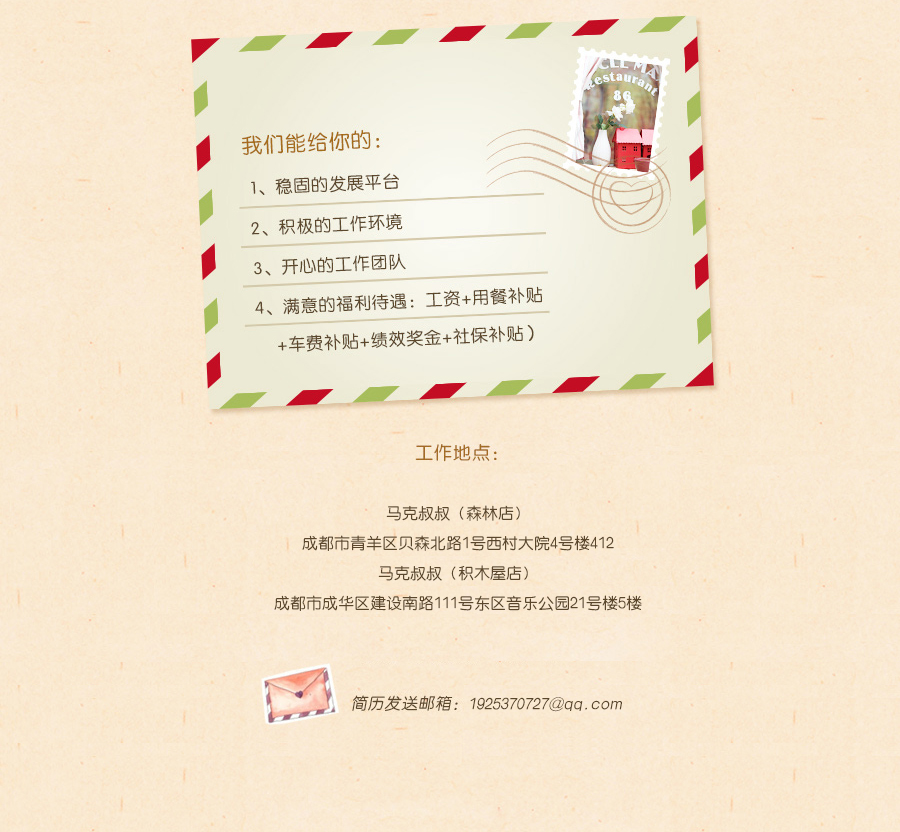 UNCLE MARK
Restaurant
86
我们能给你的：
1、稳固的发展平台
2、积极的工作环境
3、开心的工作团队
4、满意的福利待遇：工资+用餐补贴
+车费补贴+绩效奖金+社保补贴）
工作地点：
马克叔叔（森林店）
成都市青羊区贝森北路1号西村大院4号楼412
马克叔叔（积木屋店）
成都市成华区建设南路111号东区音乐公园21号楼5楼
简历发送邮箱：1925370727@qq.com